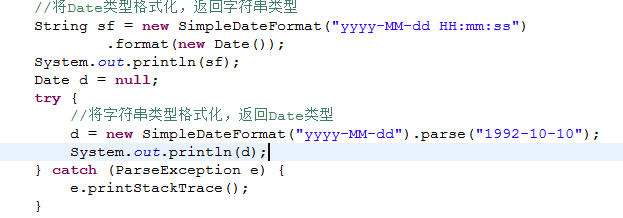 //将Date类型格式化，返回字符串类型
String sf = new SimpleDateFormat("yyyy-MM-dd HH:mm:ss")
.format(new Date());
System.out.println(sf);
Date d = null;
try {
//将字符串类型格式化，返回Date类型
d = new SimpleDateFormat("yyyy-MM-dd").parse("1992-10-10");
System.out.println(d);
} catch (ParseException e) {
e.printStackTrace();
}